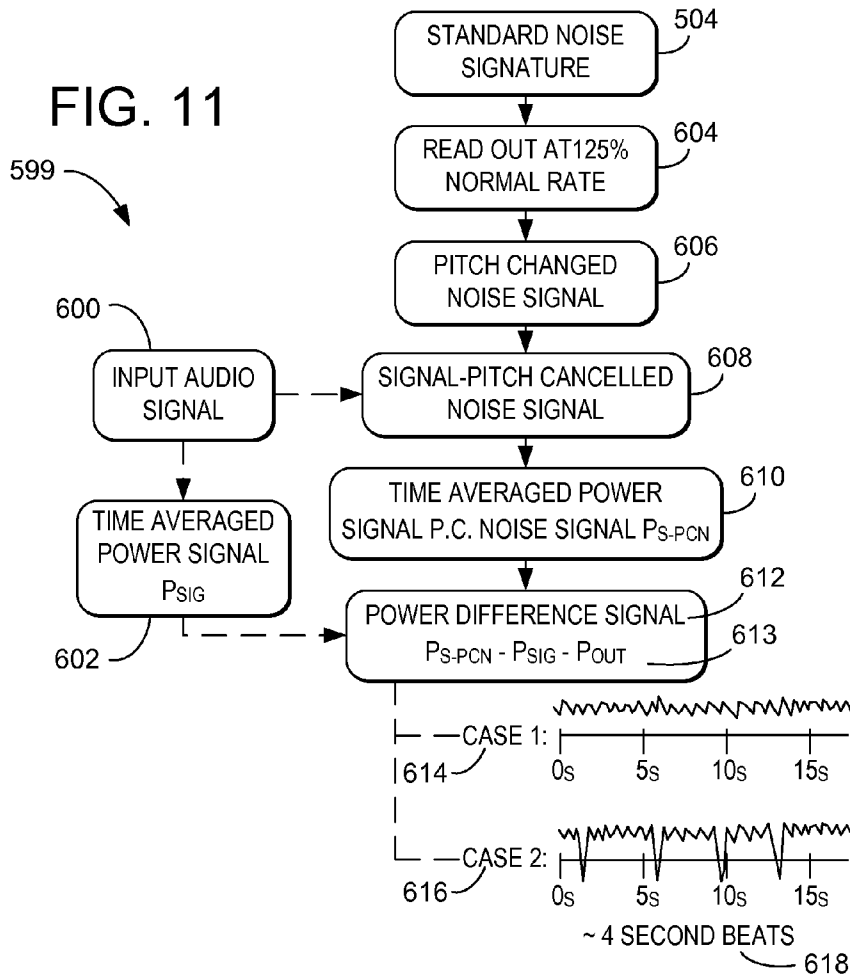 FIG. 11
599
STANDARD NOISE
SIGNATURE
504
READ OUT AT125%
NORMAL RATE
604
PITCH CHANGED
NOISE SIGNAL
606
600
INPUT AUDIO
SIGNAL
SIGNAL-PITCH CANCELLED
NOISE SIGNAL
608
TIME AVERAGED
POWER SIGNAL
PSIG
602
TIME AVERAGED POWER
SIGNAL P.C. NOISE SIGNAL PS-PCN
610
POWER DIFFERENCE SIGNAL
612
PS-PCN - PSIG - POUT
613
CASE 1:
614
0S 5S 10S 15S
CASE 2:
616
0S 5S 10S 15S
~ 4 SECOND BEATS
618